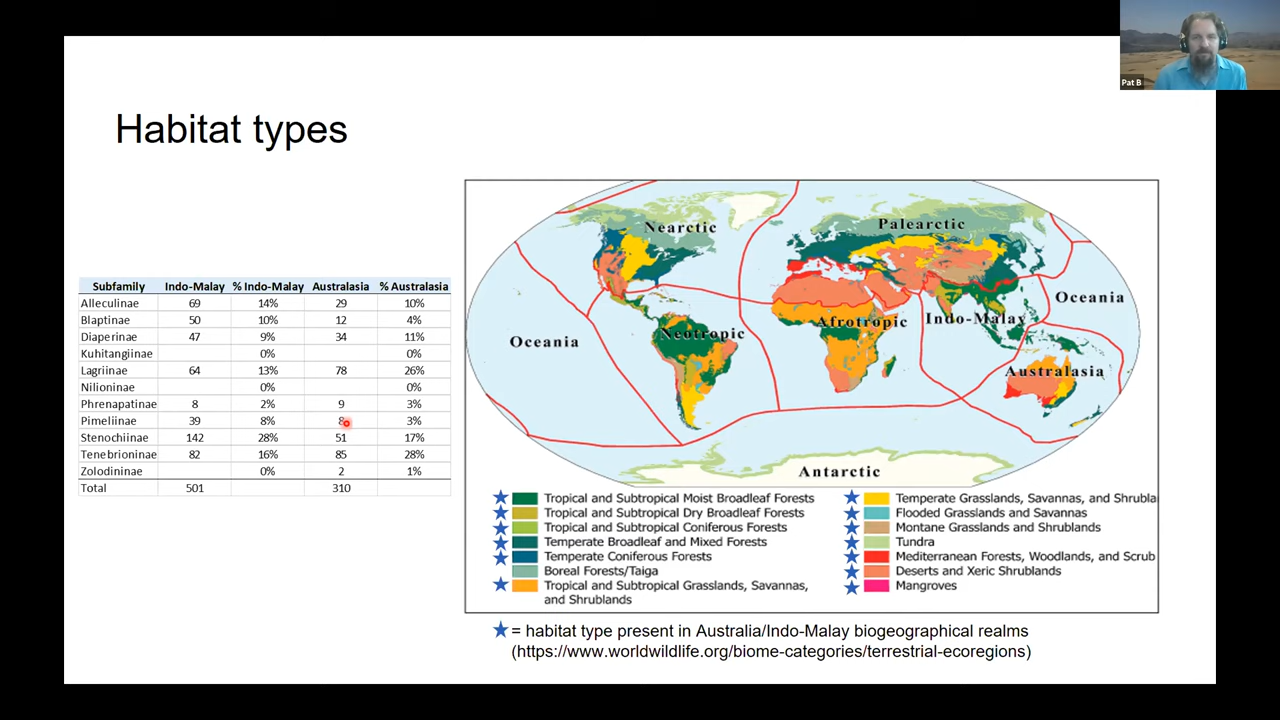 Pat B
Habitat types
Subfamily Indo-Malay % Indo-Malay Australasia % Australasia
Alleculinae 69 14% 29 10%
Blaptinae 50 10% 12 4%
Diaperinae 47 9% 34 11%
Kuhitangiinae 0% 0%
Lagriinae 64 13% 78 26%
Nilioninae 0% 0%
Phrenapatinae 8 2% 9 3%
Pimeliinae 39 8% 8 3%
Stenochiinae 142 28% 51 17%
Tenebrioninae 82 16% 85 28%
Zolodininae 0% 2 1%
Total 501 310
Nearctic Palearctic
Oceania
Neotropic Afrotropic Indo-Malay
Oceania
Australasia
Antarctic
Tropical and Subtropical Moist Broadleaf Forests
Tropical and Subtropical Dry Broadleaf Forests
Tropical and Subtropical Coniferous Forests
Temperate Broadleaf and Mixed Forests
Temperate Coniferous Forests
Boreal Forests/Taiga
Tropical and Subtropical Grasslands, Savannas,
and Shrublands
Temperate Grasslands, Savannas, and Shrubla
Flooded Grasslands and Savannas
Montane Grasslands and Shrublands
Tundra
Mediterranean Forests, Woodlands, and Scrub
Deserts and Xeric Shrublands
Mangroves
★ = habitat type present in Australia/Indo-Malay biogeographical realms
(https://www.worldwildlife.org/biome-categories/terrestrial-ecoregions)